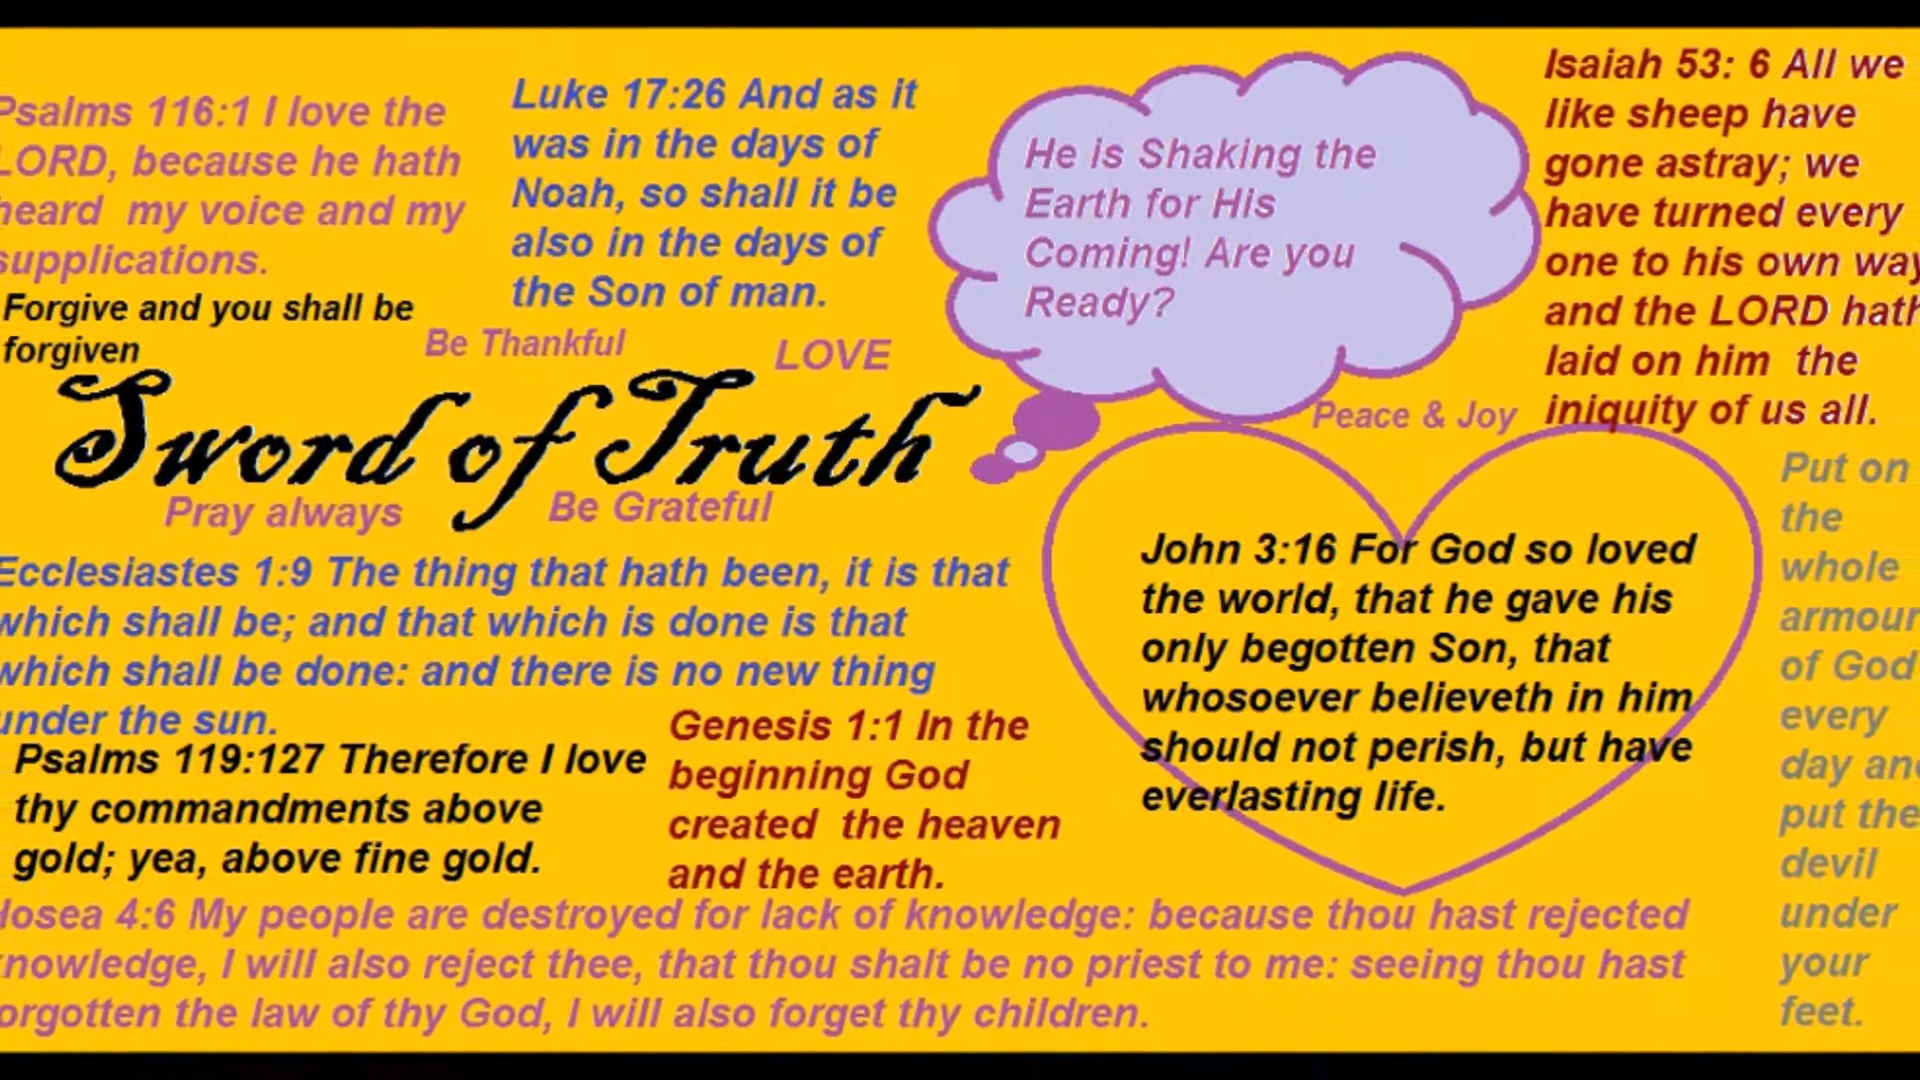 Psalms 116:1 I love the
LORD, because he hath
heard my voice and my
supplications.
Forgive and you shall be
forgiven
Luke 17:26 And as it
was in the days of
Noah, so shall it be
also in the days of
the Son of man.
Be Thankful
LOVE
He is Shaking the
Earth for His
Coming! Are you
Ready?
Isaiah 53: 6 All we
like sheep have
gone astray; we
have turned every
one to his own way
and the LORD hath
laid on him the
iniquity of us all.
Peace & Joy
Sword of Truth
Pray always
Be Grateful
Ecclesiastes 1:9 The thing that hath been, it is that
which shall be; and that which is done is that
which shall be done: and there is no new thing
under the sun.
John 3:16 For God so loved
the world, that he gave his
only begotten Son, that
whosoever believeth in him
should not perish, but have
everlasting life.
Put on
the
whole
armour
of God
every
day and
put the
devil
under
your
feet.
Psalms 119:127 Therefore I love
thy commandments above
gold; yea, above fine gold.
Genesis 1:1 In the
beginning God
created the heaven
and the earth.
Hosea 4:6 My people are destroyed for lack of knowledge: because thou hast rejected
knowledge, I will also reject thee, that thou shalt be no priest to me: seeing thou hast
forgotten the law of thy God, I will also forget thy children.